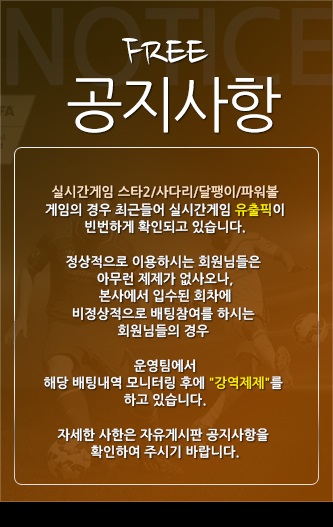 NOTICE
FREE
공지사항
실시간게임 스타2/사다리/달팽이/파워볼
게임의 경우 최근들어 실시간게임 유출픽이
빈번하게 확인되고 있습니다.
정상적으로 이용하시는 회원님들은
아무런 제제가 없사오나,
본사에서 입수된 회차에
비정상적으로 배팅참여를 하시는
회원님들의 경우
운영팀에서
해당 배팅내역 모니터링 후에 "강역제제"를
하고 있습니다.
자세한 사한은 자유게시판 공지사항을
확인하여 주시기 바랍니다.